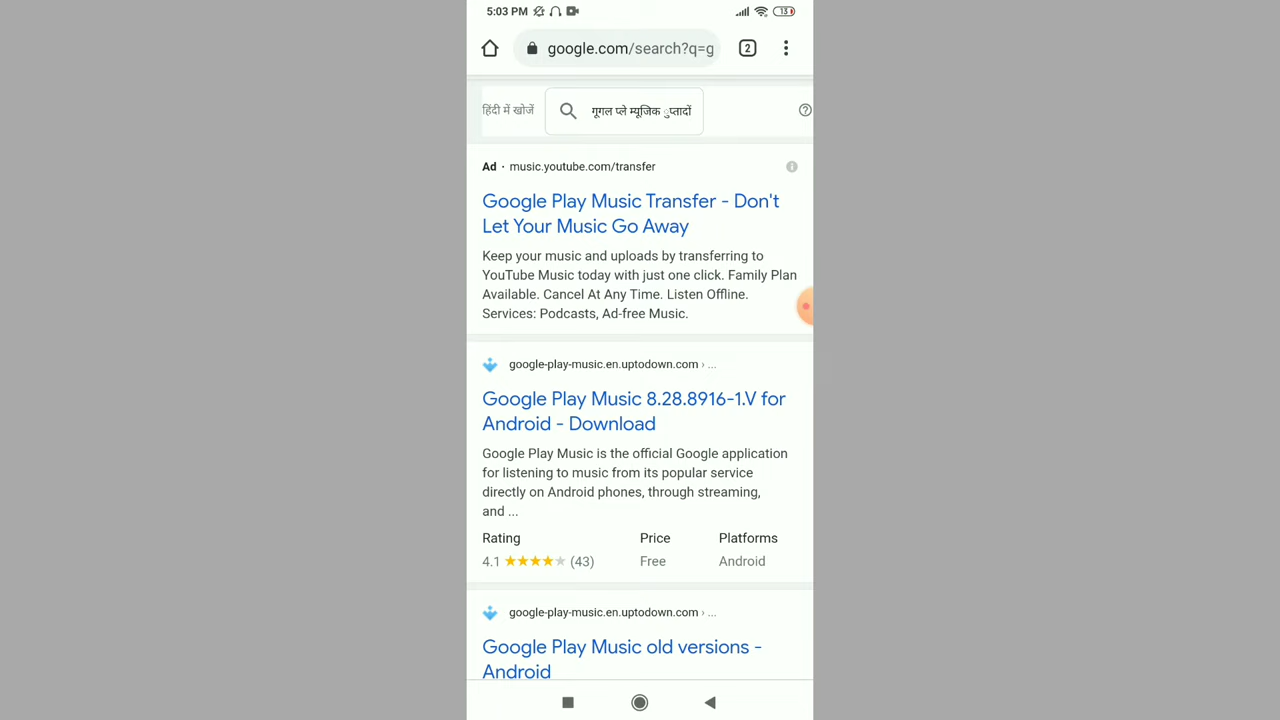 5:03 PM 13
google.com/search?q=g 2
हिंदी में खोजें गूगल प्ले म्यूजिक ुप्तादों
Ad · music.youtube.com/transfer
Google Play Music Transfer - Don't
Let Your Music Go Away
Keep your music and uploads by transferring to
YouTube Music today with just one click. Family Plan
Available. Cancel At Any Time. Listen Offline.
Services: Podcasts, Ad-free Music.
google-play-music.en.uptodown.com › ...
Google Play Music 8.28.8916-1.V for
Android - Download
Google Play Music is the official Google application
for listening to music from its popular service
directly on Android phones, through streaming,
and ...
Rating Price Platforms
4.1 ★★★★★ (43) Free Android
google-play-music.en.uptodown.com › ...
Google Play Music old versions -
Android